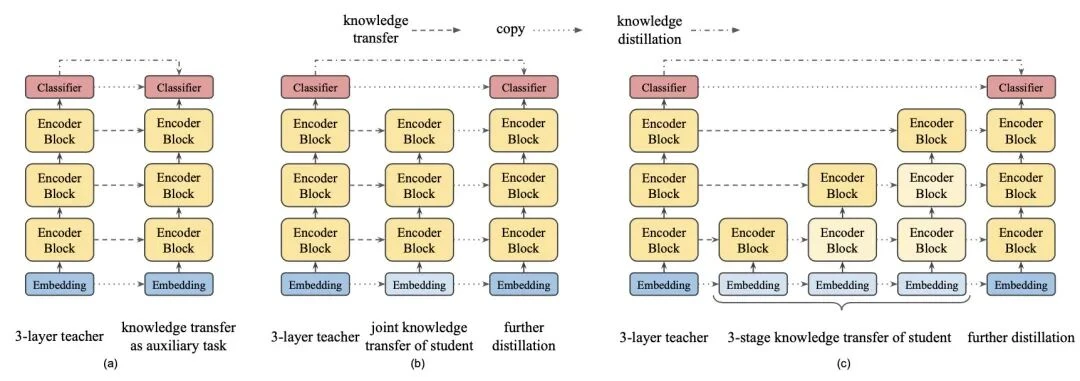 knowledge
transfer
copy
knowledge
distillation
(a)
Classifier
Classifier
Encoder
Block
Encoder
Block
Encoder
Block
Encoder
Block
Encoder
Block
Encoder
Block
Embedding
Embedding
3-layer teacher
knowledge transfer
as auxiliary task
(a)
(b)
Classifier
Classifier
Encoder
Block
Encoder
Block
Encoder
Block
Encoder
Block
Encoder
Block
Encoder
Block
Encoder
Block
Encoder
Block
Encoder
Block
Embedding
Embedding
Embedding
3-layer teacher
joint knowledge
transfer of student
further
distillation
(b)
(c)
Classifier
Classifier
Encoder
Block
Encoder
Block
Encoder
Block
Encoder
Block
Encoder
Block
Encoder
Block
Encoder
Block
Encoder
Block
Encoder
Block
Encoder
Block
Encoder
Block
Encoder
Block
Embedding
Embedding
Embedding
Embedding
Embedding
3-layer teacher
3-stage knowledge transfer of student
further distillation
(c)